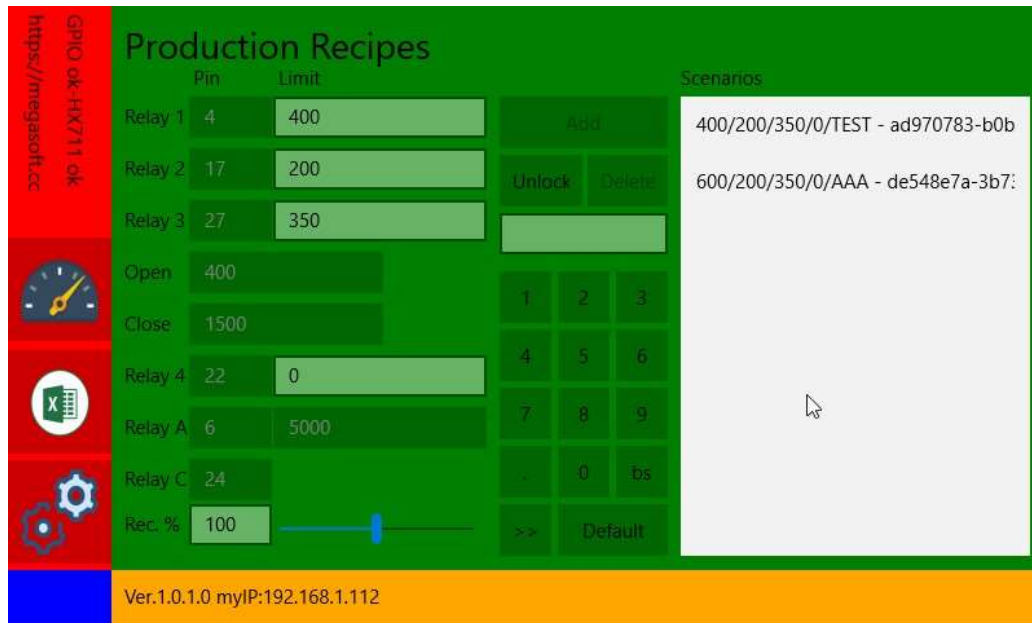 GPIO ok-HX711 ok
https://megasoft.cc
Production Recipes
Pin Limit Scenarios
Relay 1 4 400
Relay 2 17 200
Relay 3 27 350
Open 400
Close 1500
Relay 4 22 0
Relay A 6 5000
Relay C 24
Rec. % 100
Add
Unlock Delete
1 2 3
4 5 6
7 8 9
. 0 bs
>> Default
400/200/350/0/TEST - ad970783-b0b
600/200/350/0/AAA - de548e7a-3b73
Ver.1.0.1.0 myIP:192.168.1.112